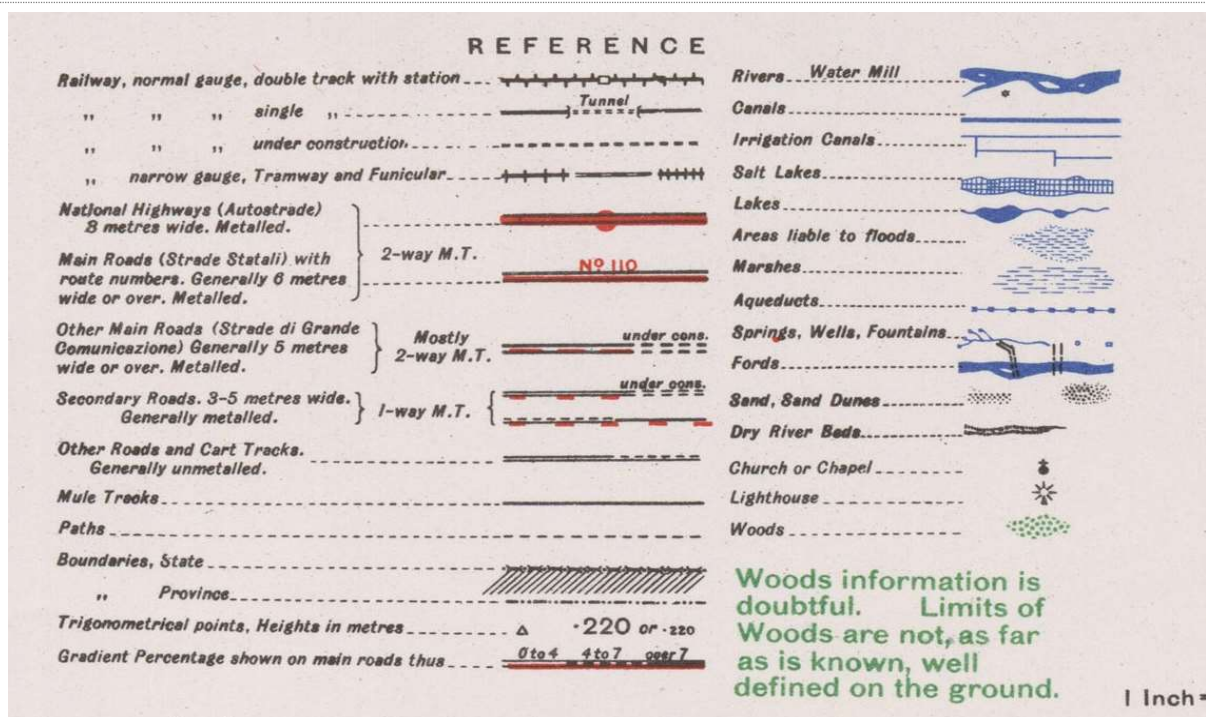 REFERENCE
Railway, normal gauge, double track with station
Tunnel
,, ,, ,, single ,,
,, ,, ,, under construction
,, narrow gauge, Tramway and Funicular
National Highways (Autostrade)
8 metres wide. Metalled.
2-way M.T.
Main Roads (Strade Statali) with
route numbers. Generally 6 metres
wide or over. Metalled.
Nº 110
Other Main Roads (Strade di Grande
Comunicazione) Generally 5 metres
wide or over. Metalled.
Mostly
2-way M.T.
under cons.
Secondary Roads. 3-5 metres wide.
Generally metalled.
1-way M.T.
under cons.
Other Roads and Cart Tracks.
Generally unmetalled.
Mule Tracks
Paths
Boundaries, State
,, Province
Trigonometrical points, Heights in metres
·220 or ·220
Gradient Percentage shown on main roads thus
0 to 4 4 to 7 over 7
Rivers Water Mill
Canals
Irrigation Canals
Salt Lakes
Lakes
Areas liable to floods
Marshes
Aqueducts
Springs, Wells, Fountains
Fords
Sand, Sand Dunes
Dry River Beds
Church or Chapel
Lighthouse
Woods
Woods information is
doubtful. Limits of
Woods are not, as far
as is known, well
defined on the ground.
1 Inch =